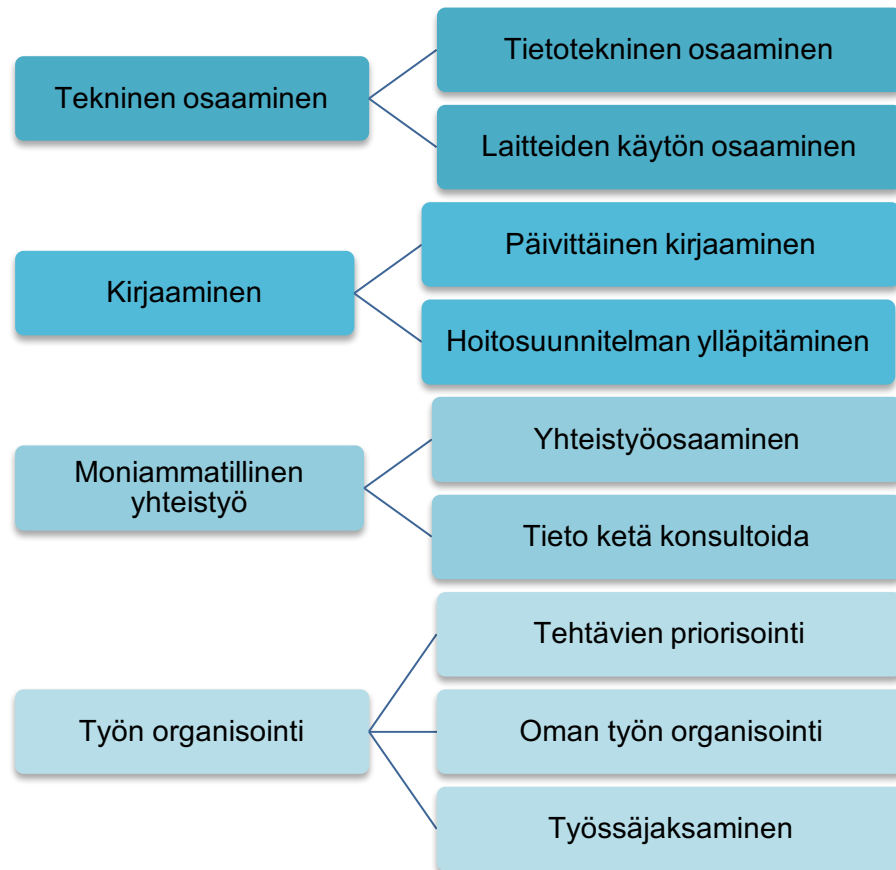 Tekninen osaaminen
Tietotekninen osaaminen
Laitteiden käytön osaaminen
Kirjaaminen
Päivittäinen kirjaaminen
Hoitosuunnitelman ylläpitäminen
Moniammatillinen
yhteistyö
Yhteistyöosaaminen
Tieto ketä konsultoida
Työn organisointi
Tehtävien priorisointi
Oman työn organisointi
Työssäjaksaminen